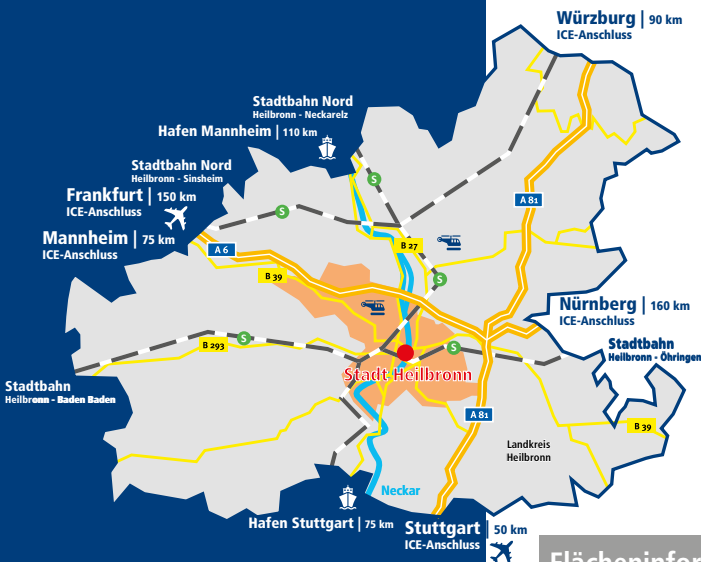 Würzburg | 90 km
ICE-Anschluss
Stadtbahn Nord
Heilbronn - Neckarelz
Hafen Mannheim | 110 km
Stadtbahn Nord
Heilbronn - Sinsheim
Frankfurt | 150 km
ICE-Anschluss
Mannheim | 75 km
ICE-Anschluss
S
S
A 81
A 6
B 27
B 39
S
Nürnberg | 160 km
ICE-Anschluss
B 293
S
S
Stadtbahn
Heilbronn - Öhringen
Stadt Heilbronn
Stadtbahn
Heilbronn - Baden Baden
A 81
B 39
Landkreis
Heilbronn
Neckar
Hafen Stuttgart | 75 km
Stuttgart | 50 km
ICE-Anschluss